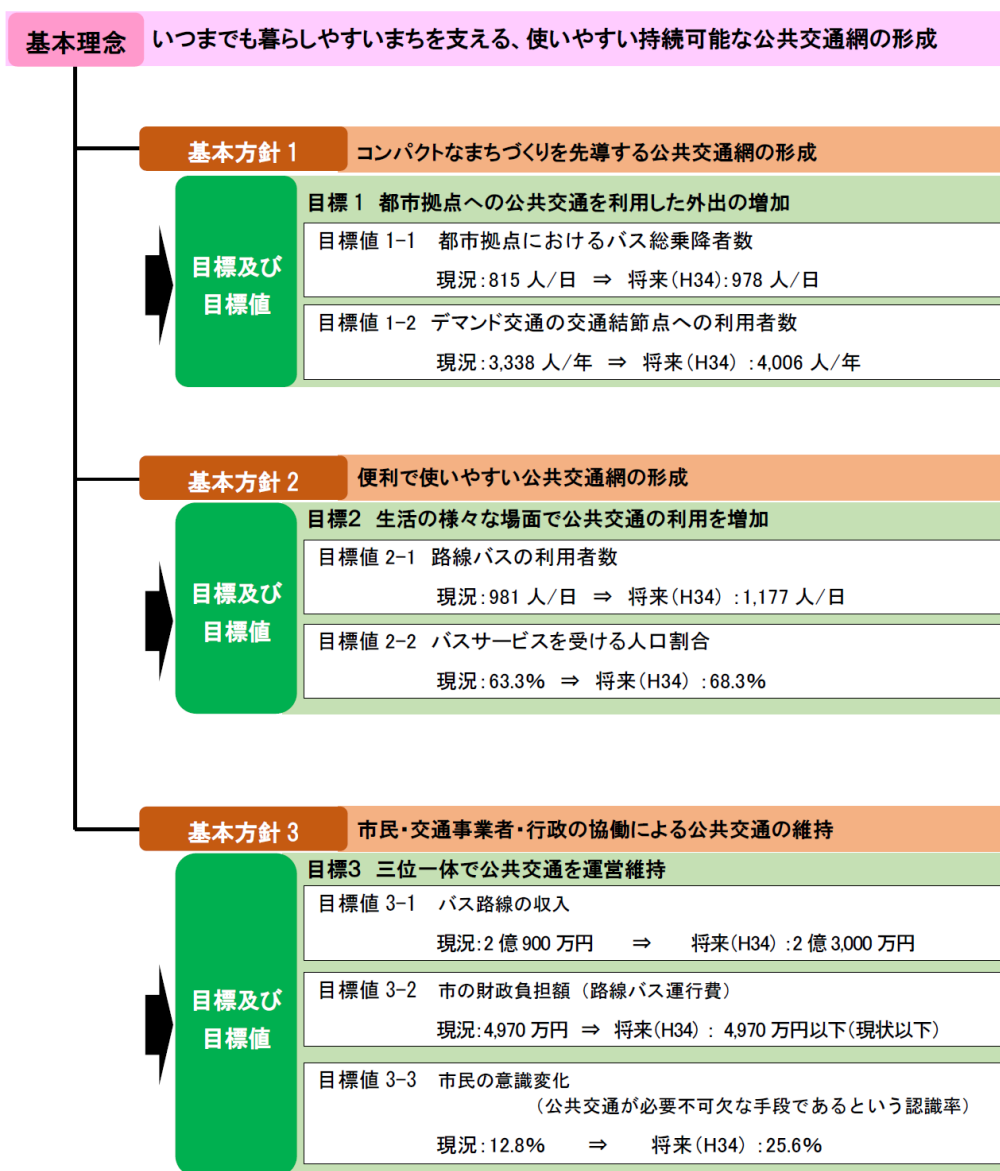 基本理念 いつまでも暮らしやすいまちを支える、使いやすい持続可能な公共交通網の形成
基本方針1 コンパクトなまちづくりを先導する公共交通網の形成
目標及び
目標値
目標1 都市拠点への公共交通を利用した外出の増加
目標値 1-1 都市拠点におけるバス総乗降者数
現況:815 人/日 ⇒ 将来(H34):978 人/日
目標値 1-2 デマンド交通の交通結節点への利用者数
現況:3,338 人/年 ⇒ 将来(H34) :4,006 人/年
基本方針2 便利で使いやすい公共交通網の形成
目標及び
目標値
目標2 生活の様々な場面で公共交通の利用を増加
目標値 2-1 路線バスの利用者数
現況:981 人/日 ⇒ 将来(H34) :1,177 人/日
目標値 2-2 バスサービスを受ける人口割合
現況:63.3% ⇒ 将来(H34) :68.3%
基本方針3 市民・交通事業者・行政の協働による公共交通の維持
目標及び
目標値
目標3 三位一体で公共交通を運営維持
目標値 3-1 バス路線の収入
現況:2 億 900 万円 ⇒ 将来(H34) :2 億 3,000 万円
目標値 3-2 市の財政負担額（路線バス運行費）
現況:4,970 万円 ⇒ 将来(H34) : 4,970 万円以下(現状以下)
目標値 3-3 市民の意識変化
（公共交通が必要不可欠な手段であるという認識率）
現況:12.8% ⇒ 将来(H34) :25.6%